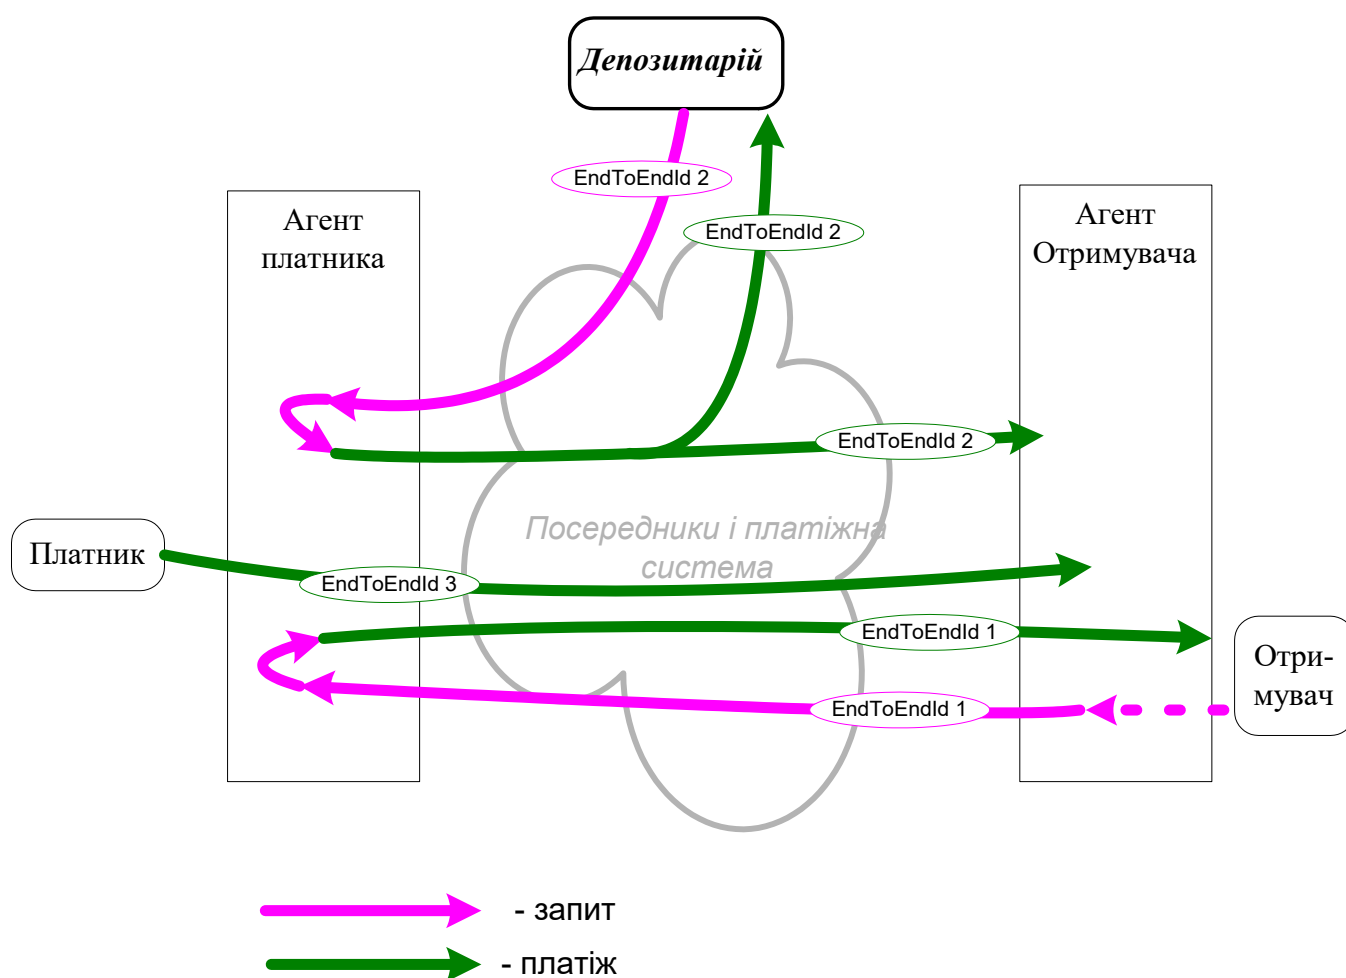 Депозитарій
EndToEndId 2
EndToEndId 2
Агент
платника
Агент
Отримувача
EndToEndId 2
Посередники і платіжна
система
Платник
EndToEndId 3
EndToEndId 1
EndToEndId 1
Отри-
мувач
- запит
- платіж